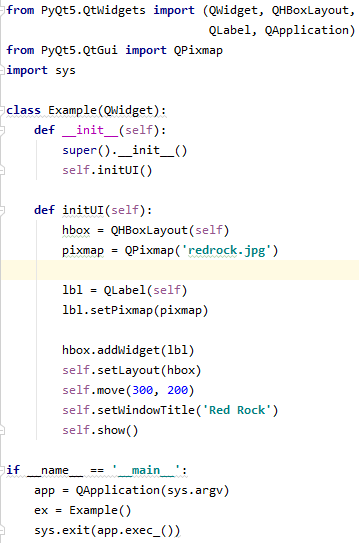 from PyQt5.QtWidgets import (QWidget, QHBoxLayout,
                             QLabel, QApplication)
from PyQt5.QtGui import QPixmap
import sys

class Example(QWidget):
    def __init__(self):
        super().__init__()
        self.initUI()

    def initUI(self):
        hbox = QHBoxLayout(self)
        pixmap = QPixmap('redrock.jpg')

        lbl = QLabel(self)
        lbl.setPixmap(pixmap)

        hbox.addWidget(lbl)
        self.setLayout(hbox)
        self.move(300, 200)
        self.setWindowTitle('Red Rock')
        self.show()

if __name__ == '__main__':
    app = QApplication(sys.argv)
    ex = Example()
    sys.exit(app.exec_())